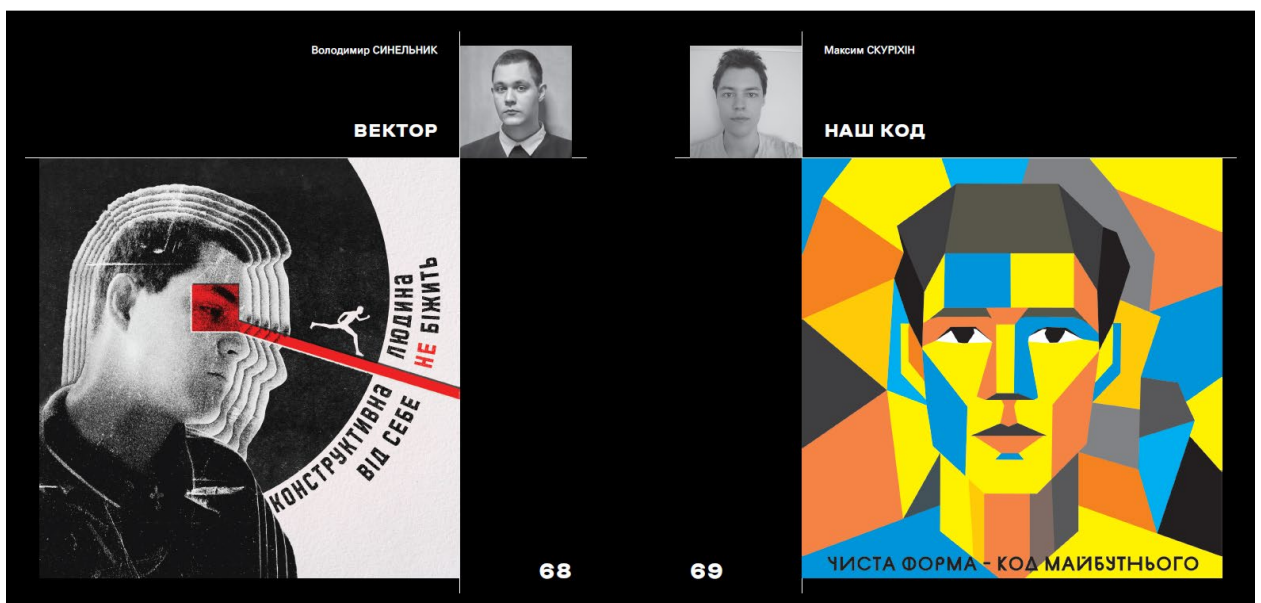 Володимир СИНЕЛЬНИК
ВЕКТОР
КОНСТРУКТИВНА ЛЮДИНА
ВІД СЕБЕ НЕ БІЖИТЬ
68
Максим СКУРІХІН
НАШ КОД
ЧИСТА ФОРМА - КОД МАЙБУТНЬОГО
69